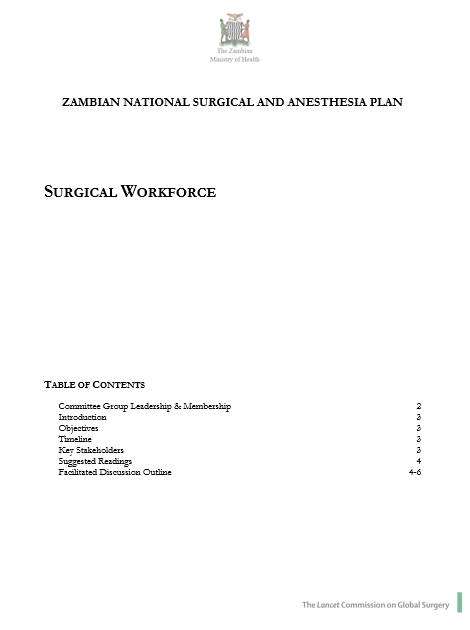 The Zambian
Ministry of Health
ZAMBIAN NATIONAL SURGICAL AND ANESTHESIA PLAN
SURGICAL WORKFORCE
TABLE OF CONTENTS
Committee Group Leadership & Membership 2
Introduction 3
Objectives 3
Timeline 3
Key Stakeholders 3
Suggested Readings 4
Facilitated Discussion Outline 4-6
The Lancet Commission on Global Surgery